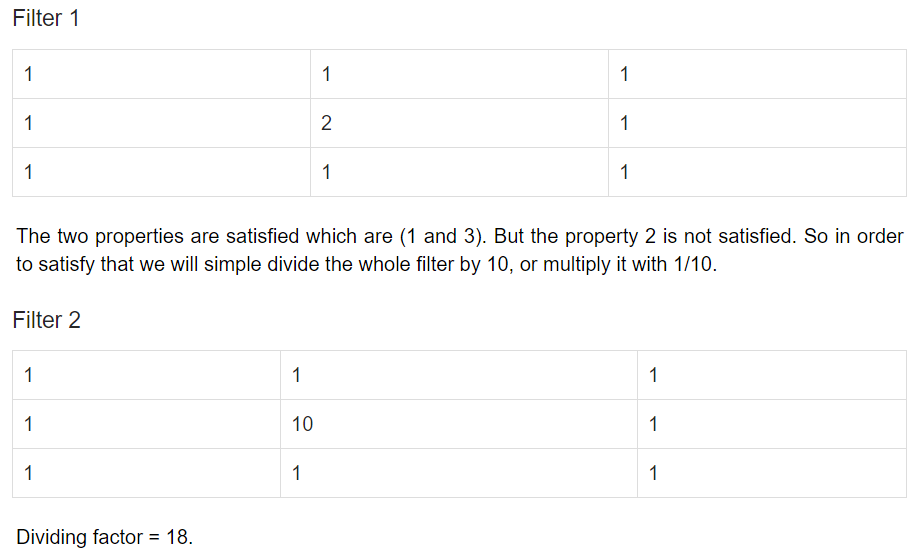 Filter 1
1 1 1
1 2 1
1 1 1
The two properties are satisfied which are (1 and 3). But the property 2 is not satisfied. So in order
to satisfy that we will simple divide the whole filter by 10, or multiply it with 1/10.
Filter 2
1 1 1
1 10 1
1 1 1
Dividing factor = 18.